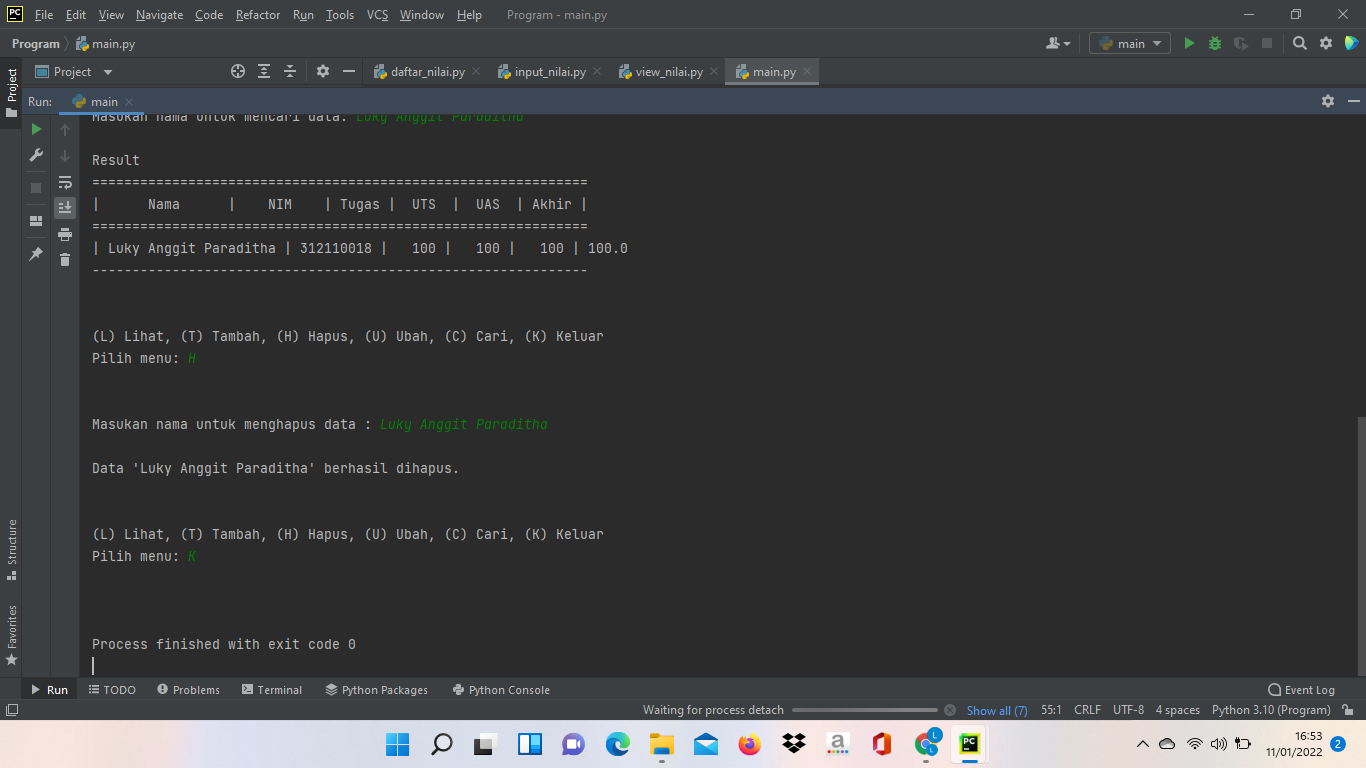 File Edit View Navigate Code Refactor Run Tools VCS Window Help Program - main.py
Program main.py main
Project daftar_nilai.py input_nilai.py view_nilai.py main.py
Project
Run: main
Masukan nama untuk mencari data: Luky Anggit Paraditha
Result
==============================================================
|      Nama      |    NIM    | Tugas |  UTS  |  UAS  | Akhir |
==============================================================
| Luky Anggit Paraditha | 312110018 |   100 |   100 |   100 | 100.0
--------------------------------------------------------------
(L) Lihat, (T) Tambah, (H) Hapus, (U) Ubah, (C) Cari, (K) Keluar
Pilih menu: H
Masukan nama untuk menghapus data : Luky Anggit Paraditha
Data 'Luky Anggit Paraditha' berhasil dihapus.
(L) Lihat, (T) Tambah, (H) Hapus, (U) Ubah, (C) Cari, (K) Keluar
Pilih menu: K
Process finished with exit code 0
Structure
Favorites
Run TODO Problems Terminal Python Packages Python Console Event Log
Waiting for process detach Show all (7) 55:1 CRLF UTF-8 4 spaces Python 3.10 (Program)
16:53
11/01/2022 2